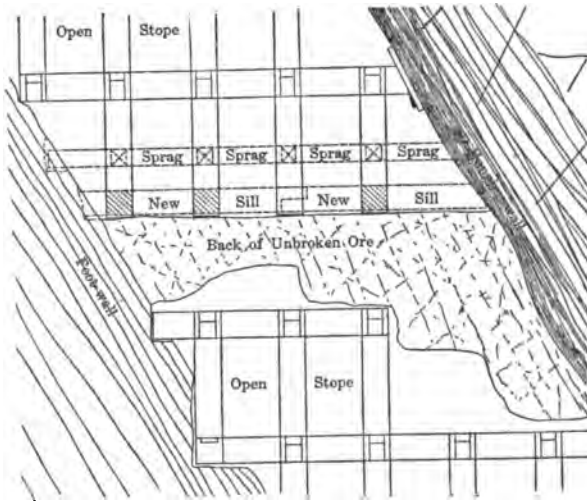 Open Stope
Sprag Sprag Sprag Sprag
New Sill New Sill
Back of Unbroken Ore
Foot-wall
Open Stope